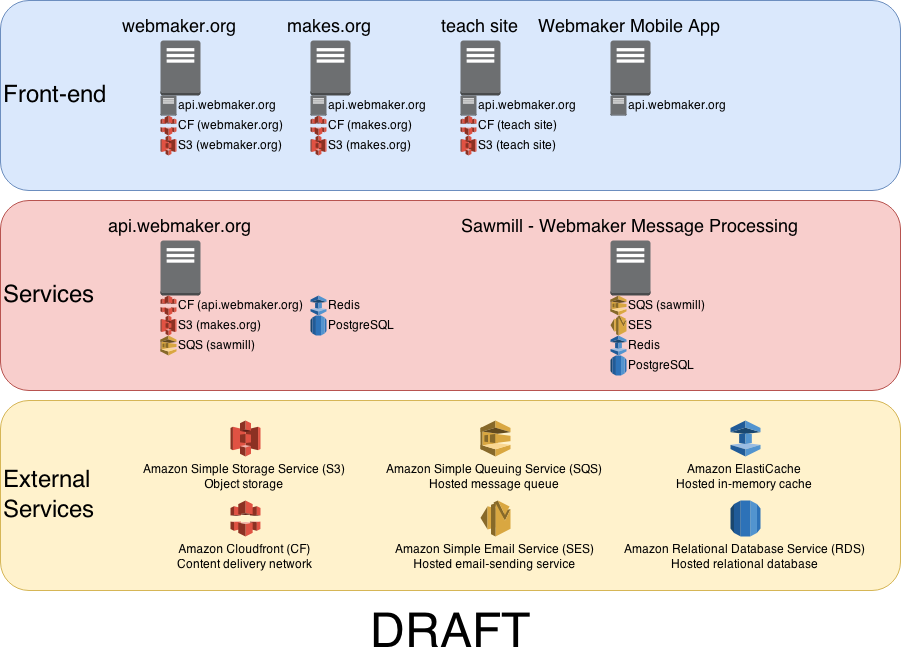 webmaker.org
makes.org
teach site
Webmaker Mobile App
Front-end
api.webmaker.org
CF (webmaker.org)
S3 (webmaker.org)
api.webmaker.org
CF (makes.org)
S3 (makes.org)
api.webmaker.org
CF (teach site)
S3 (teach site)
api.webmaker.org
Services
api.webmaker.org
CF (api.webmaker.org)
S3 (makes.org)
SQS (sawmill)
Redis
PostgreSQL
Sawmill - Webmaker Message Processing
SQS (sawmill)
SES
Redis
PostgreSQL
External
Services
Amazon Simple Storage Service (S3)
Object storage
Amazon Simple Queuing Service (SQS)
Hosted message queue
Amazon ElastiCache
Hosted in-memory cache
Amazon Cloudfront (CF)
Content delivery network
Amazon Simple Email Service (SES)
Hosted email-sending service
Amazon Relational Database Service (RDS)
Hosted relational database
DRAFT